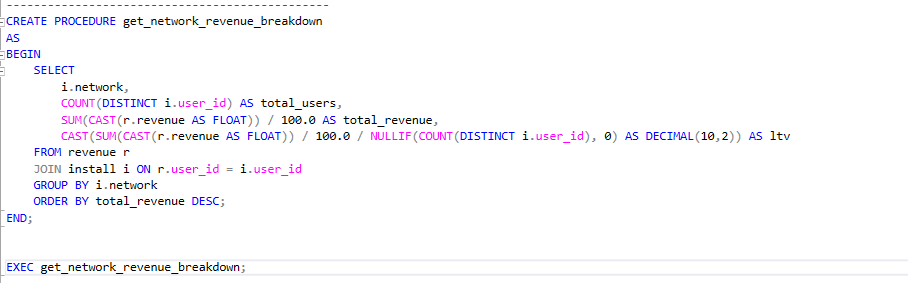 -----------------------------------------------
CREATE PROCEDURE get_network_revenue_breakdown
AS
BEGIN
    SELECT
        i.network,
        COUNT(DISTINCT i.user_id) AS total_users,
        SUM(CAST(r.revenue AS FLOAT)) / 100.0 AS total_revenue,
        CAST(SUM(CAST(r.revenue AS FLOAT)) / 100.0 / NULLIF(COUNT(DISTINCT i.user_id), 0) AS DECIMAL(10,2)) AS ltv
    FROM revenue r
    JOIN install i ON r.user_id = i.user_id
    GROUP BY i.network
    ORDER BY total_revenue DESC;
END;
EXEC get_network_revenue_breakdown;